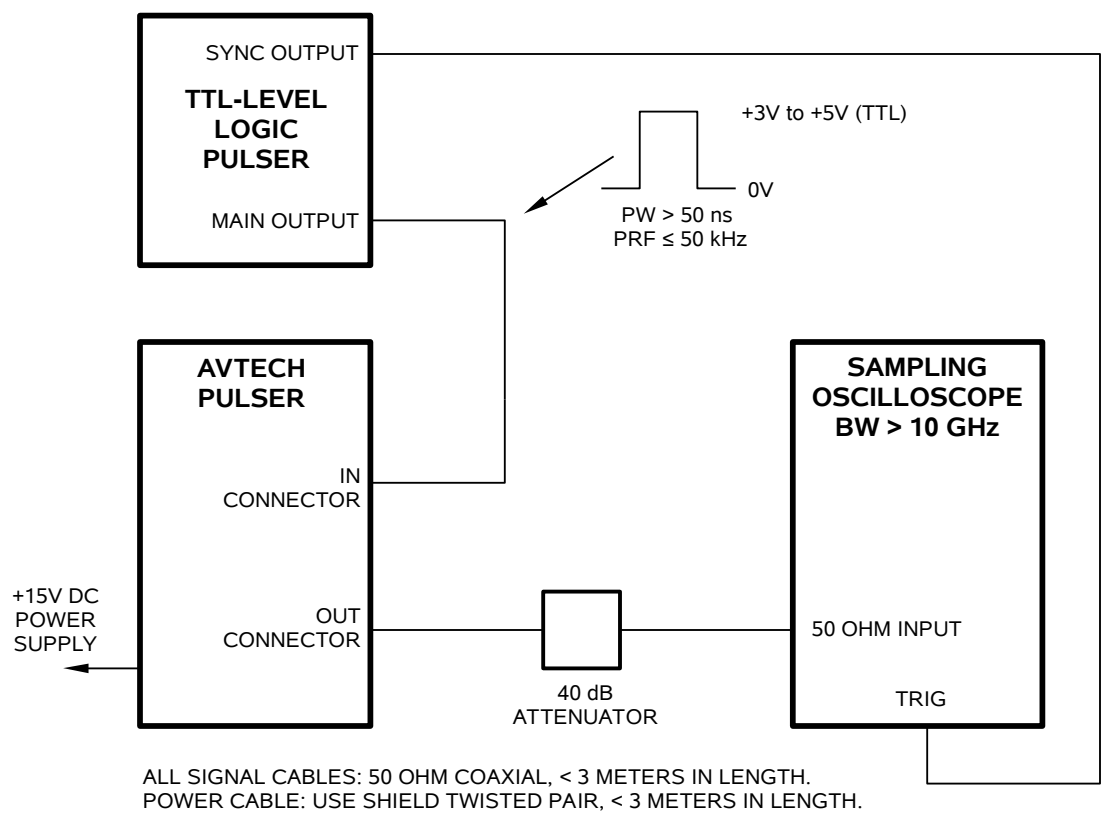 SYNC OUTPUT
TTL-LEVEL
LOGIC
PULSER
MAIN OUTPUT
+3V to +5V (TTL)
0V
PW > 50 ns
PRF ≤ 50 kHz
AVTECH
PULSER
IN
CONNECTOR
OUT
CONNECTOR
+15V DC
POWER
SUPPLY
40 dB
ATTENUATOR
SAMPLING
OSCILLOSCOPE
BW > 10 GHz
50 OHM INPUT
TRIG
ALL SIGNAL CABLES: 50 OHM COAXIAL, < 3 METERS IN LENGTH.
POWER CABLE: USE SHIELD TWISTED PAIR, < 3 METERS IN LENGTH.